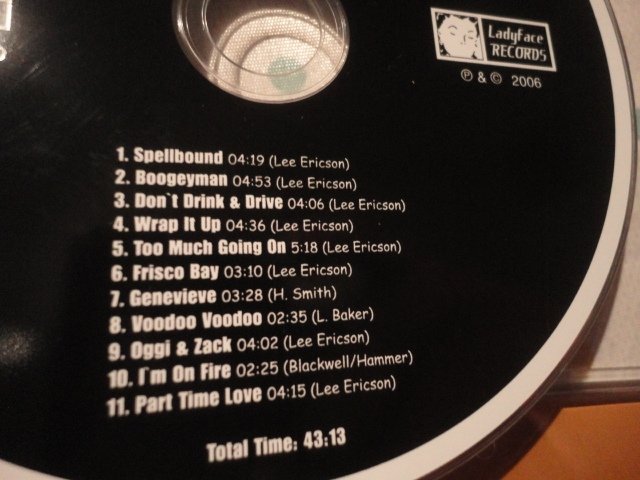 LadyFace
RECORDS
℗ & © 2006
1. Spellbound 04:19 (Lee Ericson)
2. Boogeyman 04:53 (Lee Ericson)
3. Don`t Drink & Drive 04:06 (Lee Ericson)
4. Wrap It Up 04:36 (Lee Ericson)
5. Too Much Going On 5:18 (Lee Ericson)
6. Frisco Bay 03:10 (Lee Ericson)
7. Genevieve 03:28 (H. Smith)
8. Voodoo Voodoo 02:35 (L. Baker)
9. Oggi & Zack 04:02 (Lee Ericson)
10. I`m On Fire 02:25 (Blackwell/Hammer)
11. Part Time Love 04:15 (Lee Ericson)
Total Time: 43:13